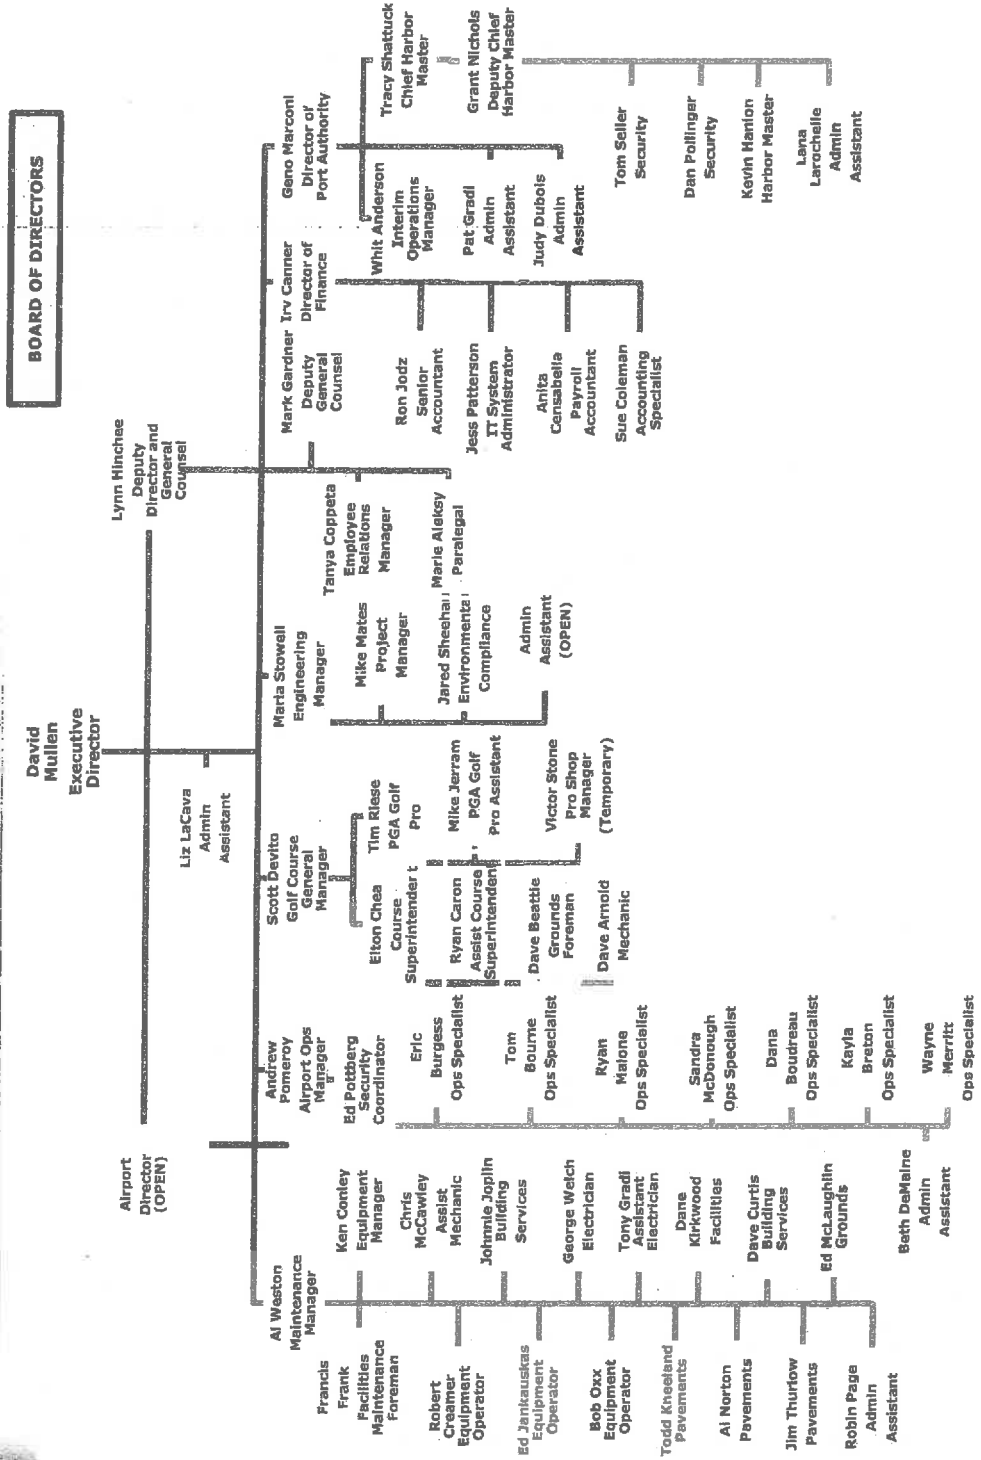 BOARD OF DIRECTORS
David
Mullen
Executive
Director
Lynn Hinchee
Deputy
Director and
General
Counsel
Airport
Director
(OPEN)
Liz LaCava
Admin
Assistant
Al Weston
Maintenance
Manager
Andrew
Pomeroy
Airport Ops
Manager
Scott Devito
Golf Course
General
Manager
Maria Stowell
Engineering
Manager
Mark Gardner
Deputy
General
Counsel
Irv Canner
Director of
Finance
Geno Marconi
Director of
Port Authority
Francis
Frank
Facilities
Maintenance
Foreman
Robert
Creamer
Equipment
Operator
Ed Jankauskas
Equipment
Operator
Bob Oxx
Equipment
Operator
Todd Kneeland
Pavements
Al Norton
Pavements
Jim Thurlow
Pavements
Robin Page
Admin
Assistant
Ken Conley
Equipment
Manager
Chris
McCawley
Assist
Mechanic
Johnnie Joplin
Building
Services
George Welch
Electrician
Tony Gradi
Assistant
Electrician
Dane
Kirkwood
Facilities
Dave Curtis
Building
Services
Ed McLaughlin
Grounds
Ed Pottberg
Security
Coordinator
Eric
Burgess
Ops Specialist
Tom
Bourne
Ops Specialist
Ryan
Malone
Ops Specialist
Sandra
McDonough
Ops Specialist
Dana
Boudreau
Ops Specialist
Kayla
Breton
Ops Specialist
Wayne
Merritt
Ops Specialist
Beth DeMaine
Admin
Assistant
Elton Chea
Course
Superintendent
Ryan Caron
Assist Course
Superintendent
Dave Beattie
Grounds
Foreman
Dave Arnold
Mechanic
Tim Riese
PGA Golf
Pro
Mike Jerram
PGA Golf
Pro Assistant
Victor Stone
Pro Shop
Manager
(Temporary)
Mike Mates
Project
Manager
Jared Sheehan
Environmental
Compliance
Admin
Assistant
(OPEN)
Tanya Coppeta
Employee
Relations
Manager
Marie Aleksy
Paralegal
Ron Jodz
Senior
Accountant
Jess Patterson
IT System
Administrator
Anita
Censabella
Payroll
Accountant
Sue Coleman
Accounting
Specialist
Whit Anderson
Interim
Operations
Manager
Pat Gradl
Admin
Assistant
Judy Dubois
Admin
Assistant
Tracy Shattuck
Chief Harbor
Master
Grant Nichols
Deputy Chief
Harbor Master
Tom Seller
Security
Dan Pollinger
Security
Kevin Hanlon
Harbor Master
Lana
Larochelle
Admin
Assistant